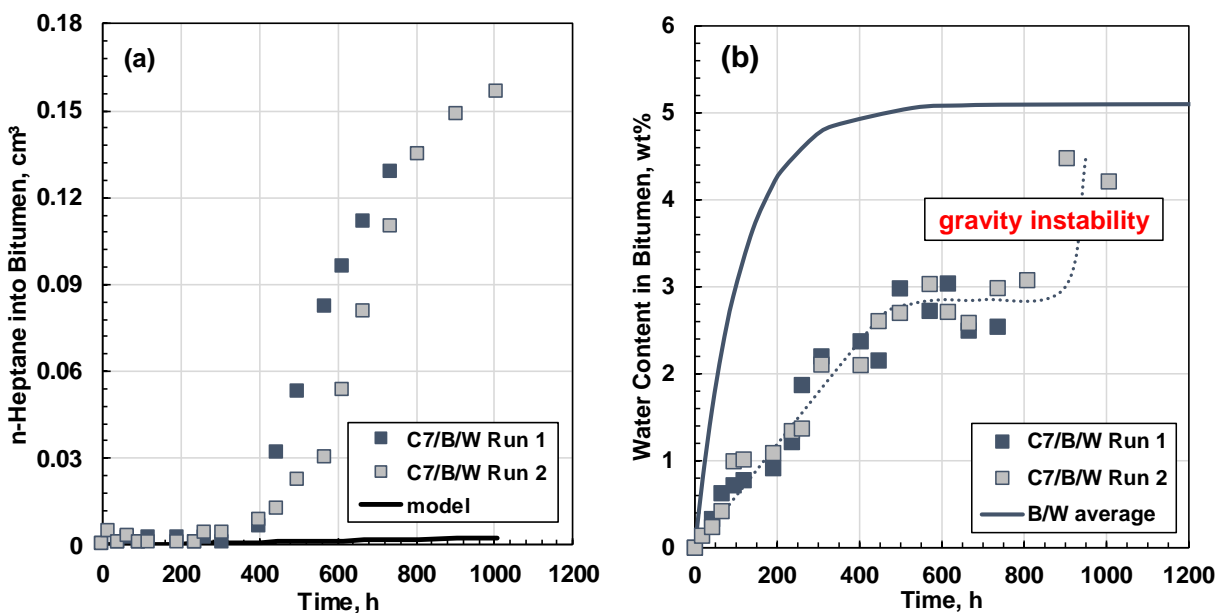 (a)
n-Heptane into Bitumen, cm³
0.18
0.15
0.12
0.09
0.06
0.03
0
0 200 400 600 800 1000 1200
Time, h
C7/B/W Run 1
C7/B/W Run 2
model
(b)
Water Content in Bitumen, wt%
6
5
4
3
2
1
0
0 200 400 600 800 1000 1200
Time, h
gravity instability
C7/B/W Run 1
C7/B/W Run 2
B/W average